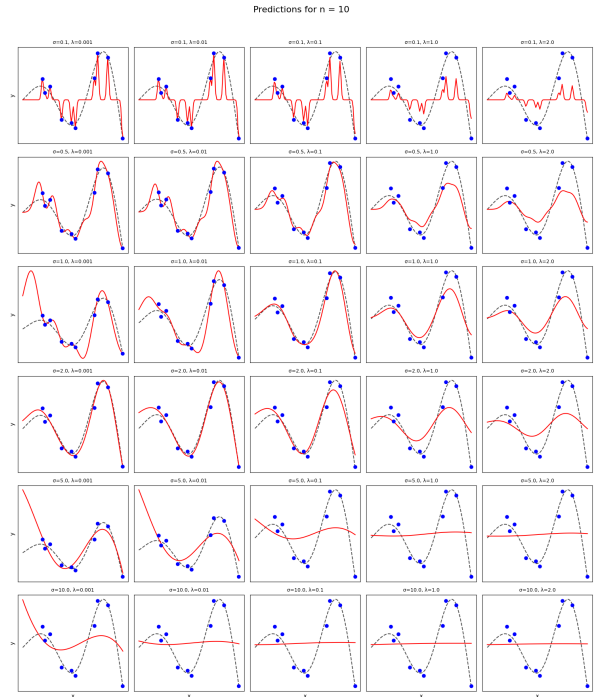 Predictions for n = 10
σ=0.1, λ=0.001 σ=0.1, λ=0.01 σ=0.1, λ=0.1 σ=0.1, λ=1.0 σ=0.1, λ=2.0
y
σ=0.5, λ=0.001 σ=0.5, λ=0.01 σ=0.5, λ=0.1 σ=0.5, λ=1.0 σ=0.5, λ=2.0
y
σ=1.0, λ=0.001 σ=1.0, λ=0.01 σ=1.0, λ=0.1 σ=1.0, λ=1.0 σ=1.0, λ=2.0
y
σ=2.0, λ=0.001 σ=2.0, λ=0.01 σ=2.0, λ=0.1 σ=2.0, λ=1.0 σ=2.0, λ=2.0
y
σ=5.0, λ=0.001 σ=5.0, λ=0.01 σ=5.0, λ=0.1 σ=5.0, λ=1.0 σ=5.0, λ=2.0
y
σ=10.0, λ=0.001 σ=10.0, λ=0.01 σ=10.0, λ=0.1 σ=10.0, λ=1.0 σ=10.0, λ=2.0
y
x x x x x